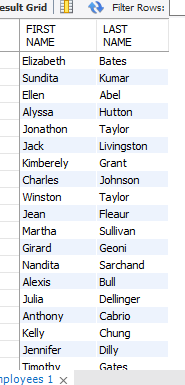 esult Grid Filter Rows:
FIRST NAME LAST NAME
Elizabeth Bates
Sundita Kumar
Ellen Abel
Alyssa Hutton
Jonathon Taylor
Jack Livingston
Kimberely Grant
Charles Johnson
Winston Taylor
Jean Fleaur
Martha Sullivan
Girard Geoni
Nandita Sarchand
Alexis Bull
Julia Dellinger
Anthony Cabrio
Kelly Chung
Jennifer Dilly
Timothy Gates
nployees 1 ×